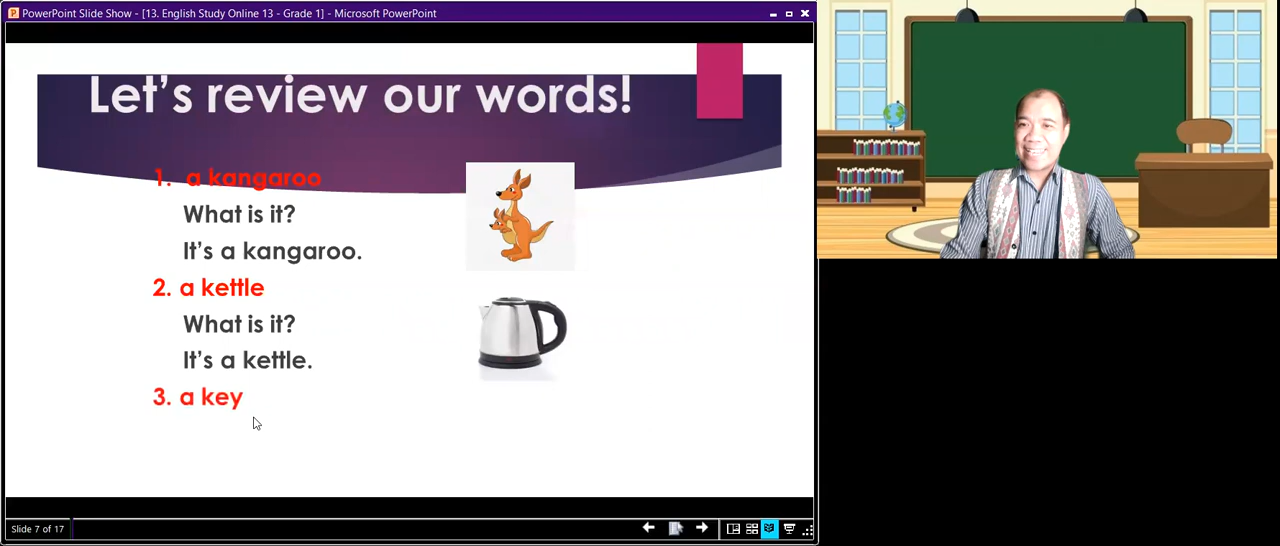 PowerPoint Slide Show - [13. English Study Online 13 - Grade 1] - Microsoft PowerPoint
Let's review our words!
1. a kangaroo
What is it?
It's a kangaroo.
2. a kettle
What is it?
It's a kettle.
3. a key
Slide 7 of 17